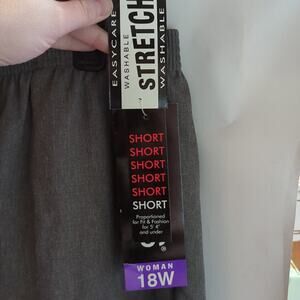 EASYCARE
WASHABLE
STRETCH
WASHABLE
SHORT
SHORT
SHORT
SHORT
SHORT
SHORT
Proportioned
for Fit & Fashion
for 5' 4"
and under
®
WOMAN
18W